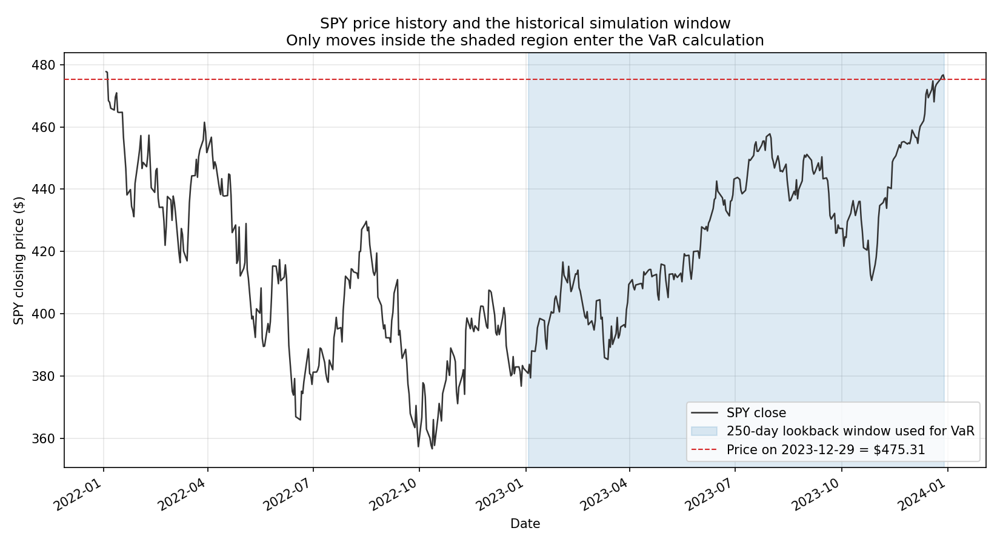 SPY price history and the historical simulation window
Only moves inside the shaded region enter the VaR calculation
SPY closing price ($)
480
460
440
420
400
380
360
SPY close
250-day lookback window used for VaR
Price on 2023-12-29 = $475.31
2022-01
2022-04
2022-07
2022-10
2023-01
2023-04
2023-07
2023-10
2024-01
Date